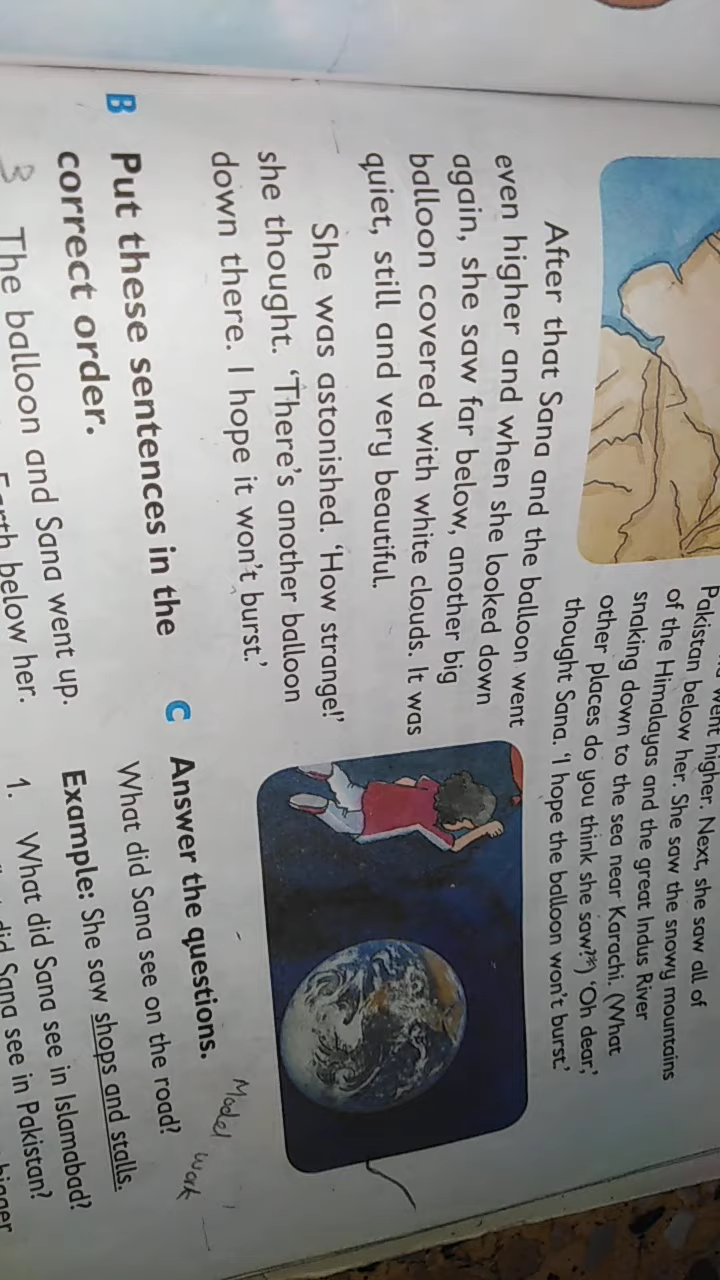 went higher. Next, she saw all of
Pakistan below her. She saw the snowy mountains
of the Himalayas and the great Indus River
snaking down to the sea near Karachi. (What
other places do you think she saw?*) 'Oh dear,'
thought Sana. 'I hope the balloon won't burst.'
After that Sana and the balloon went
even higher and when she looked down
again, she saw far below, another big
balloon covered with white clouds. It was
quiet, still and very beautiful.
She was astonished. 'How strange!'
she thought. 'There's another balloon
down there. I hope it won't burst.'
B Put these sentences in the
correct order.
3 The balloon and Sana went up.
Earth below her.
C Answer the questions.
Model work
What did Sana see on the road?
Example: She saw shops and stalls.
1. What did Sana see in Islamabad?
did Sana see in Pakistan?
bigger